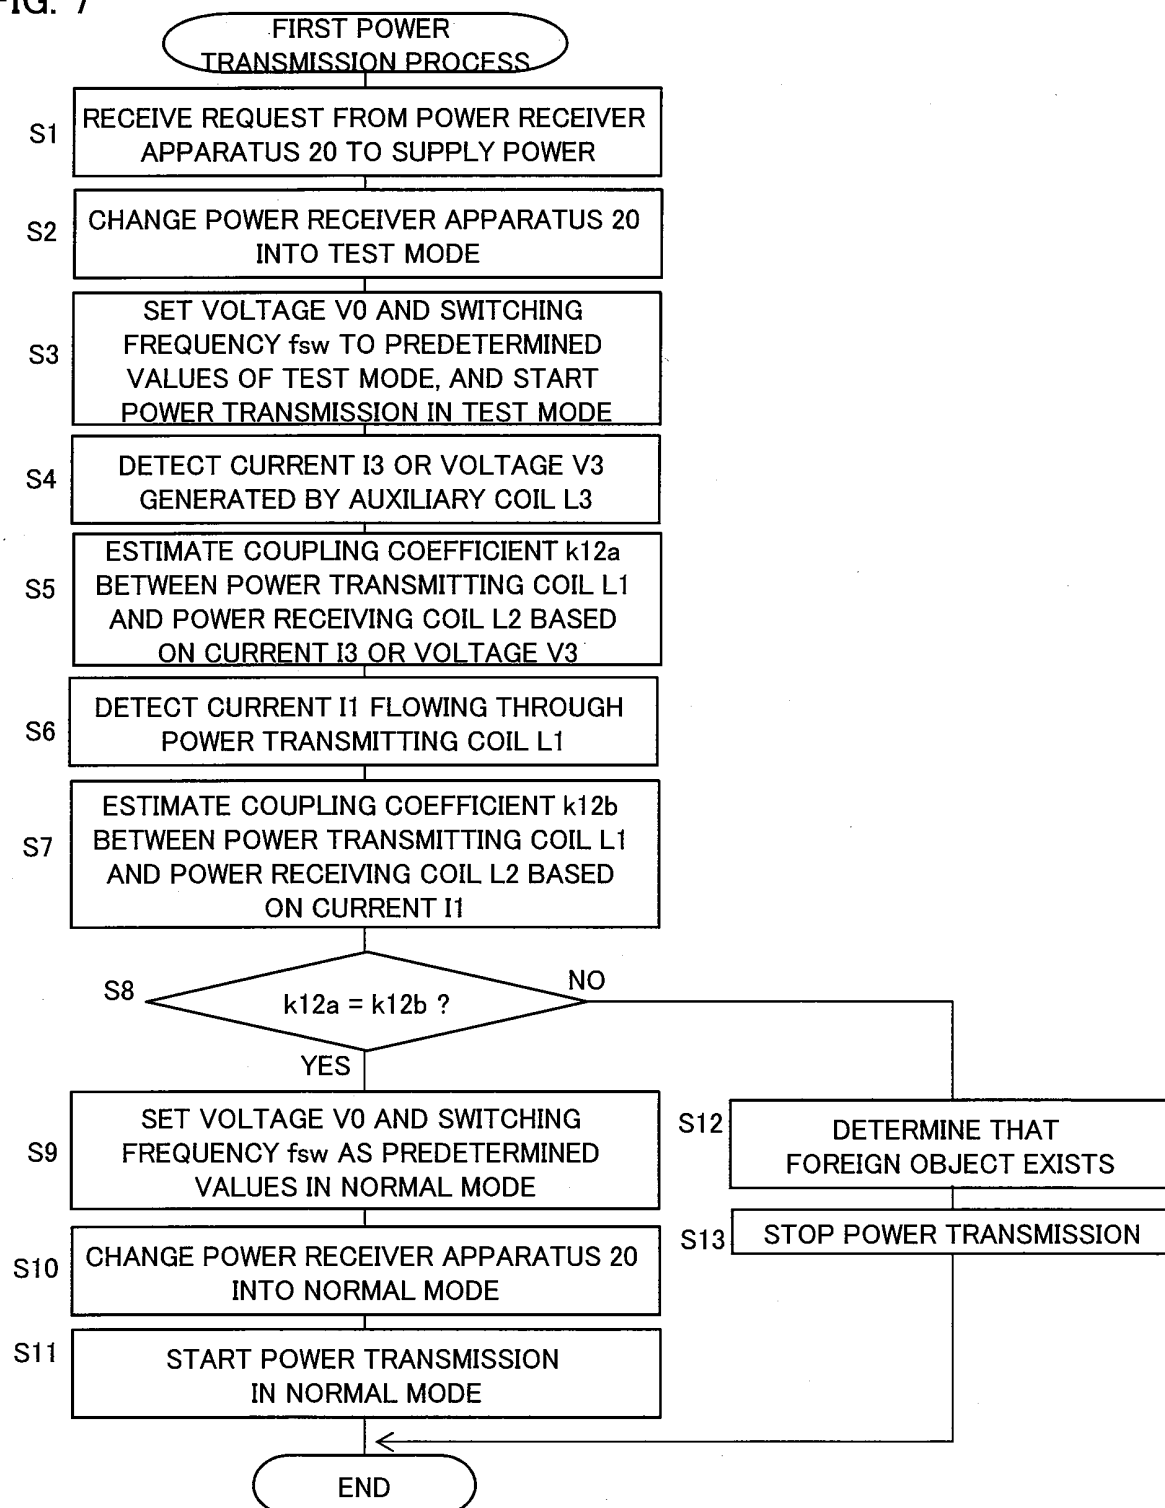 FIG. 7
FIRST POWER
TRANSMISSION PROCESS
S1
RECEIVE REQUEST FROM POWER RECEIVER
APPARATUS 20 TO SUPPLY POWER
S2
CHANGE POWER RECEIVER APPARATUS 20
INTO TEST MODE
S3
SET VOLTAGE V0 AND SWITCHING
FREQUENCY fsw TO PREDETERMINED
VALUES OF TEST MODE, AND START
POWER TRANSMISSION IN TEST MODE
S4
DETECT CURRENT I3 OR VOLTAGE V3
GENERATED BY AUXILIARY COIL L3
S5
ESTIMATE COUPLING COEFFICIENT k12a
BETWEEN POWER TRANSMITTING COIL L1
AND POWER RECEIVING COIL L2 BASED
ON CURRENT I3 OR VOLTAGE V3
S6
DETECT CURRENT I1 FLOWING THROUGH
POWER TRANSMITTING COIL L1
S7
ESTIMATE COUPLING COEFFICIENT k12b
BETWEEN POWER TRANSMITTING COIL L1
AND POWER RECEIVING COIL L2 BASED
ON CURRENT I1
S8
k12a = k12b ?
NO
YES
S9
SET VOLTAGE V0 AND SWITCHING
FREQUENCY fsw AS PREDETERMINED
VALUES IN NORMAL MODE
S10
CHANGE POWER RECEIVER APPARATUS 20
INTO NORMAL MODE
S11
START POWER TRANSMISSION
IN NORMAL MODE
S12
DETERMINE THAT
FOREIGN OBJECT EXISTS
S13
STOP POWER TRANSMISSION
END